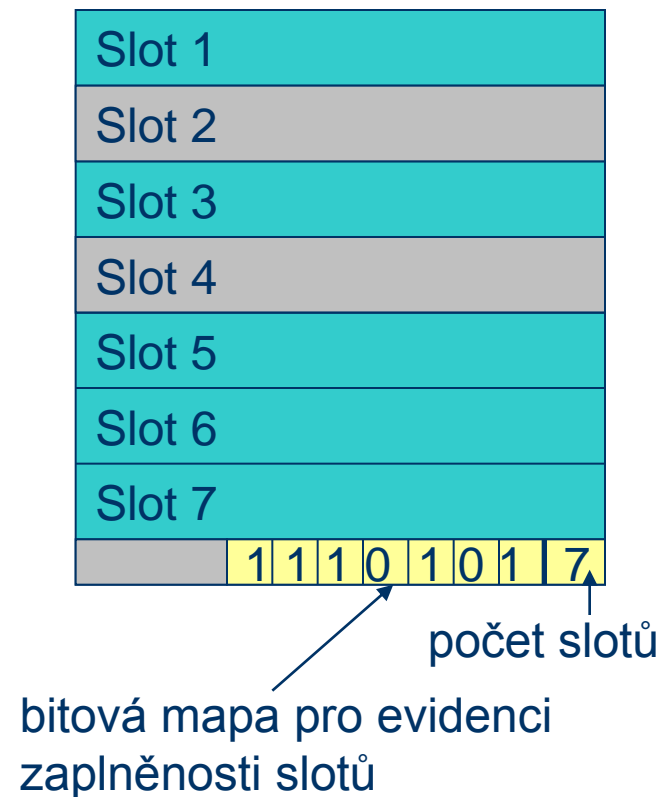 Slot 1
Slot 2
Slot 3
Slot 4
Slot 5
Slot 6
Slot 7
1 1 1 0 1 0 1 7
počet slotů
bitová mapa pro evidenci
zaplněnosti slotů